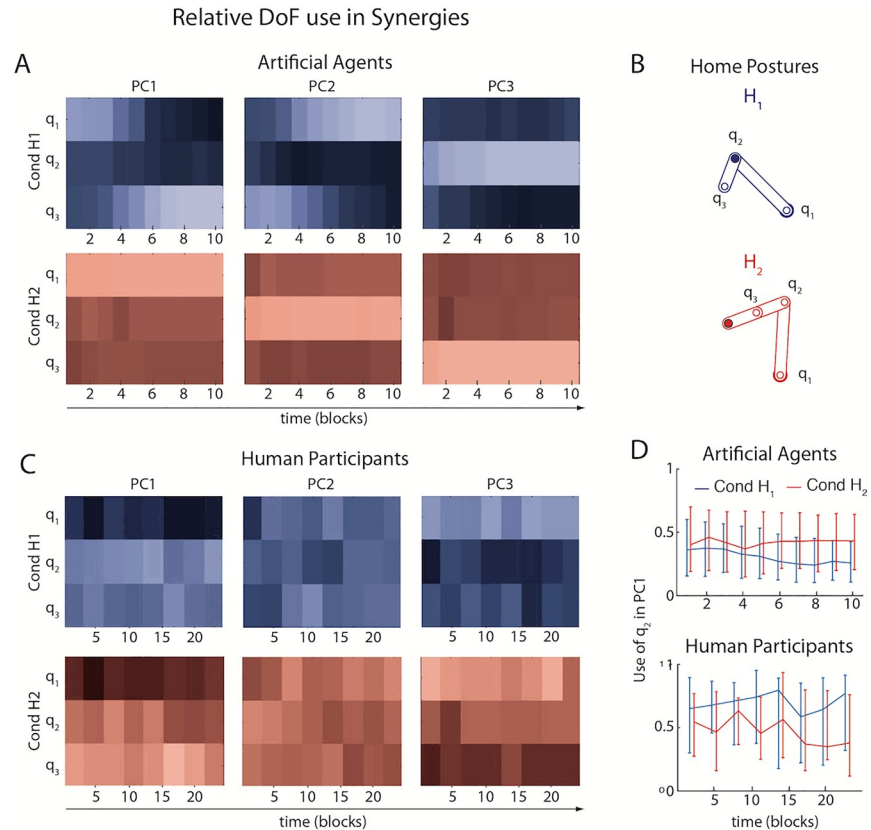 Relative DoF use in Synergies
A
Artificial Agents
PC1 PC2 PC3
Cond H1
q1
q2
q3
2 4 6 8 10 2 4 6 8 10 2 4 6 8 10
Cond H2
q1
q2
q3
2 4 6 8 10 2 4 6 8 10 2 4 6 8 10
time (blocks)
B
Home Postures
H1
q2
q3
q1
H2
q2
q3
q1
C
Human Participants
PC1 PC2 PC3
Cond H1
q1
q2
q3
5 10 15 20 5 10 15 20 5 10 15 20
Cond H2
q1
q2
q3
5 10 15 20 5 10 15 20 5 10 15 20
time (blocks)
D
Artificial Agents
Cond H1 Cond H2
1
0.5
0
2 4 6 8 10
Use of q2 in PC1
Human Participants
1
0.5
0
5 10 15 20
time (blocks)